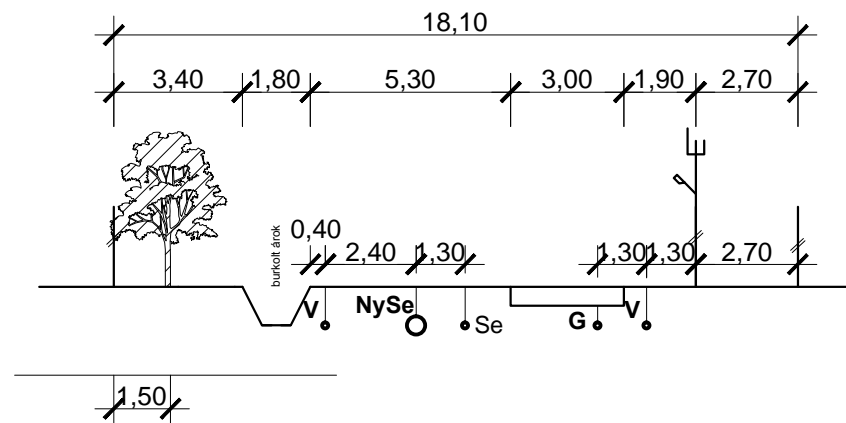 18,10
3,40 1,80 5,30 3,00 1,90 2,70
burkolt árok
0,40 2,40 1,30 1,30 1,30 2,70
V NySe Se G V
1,50